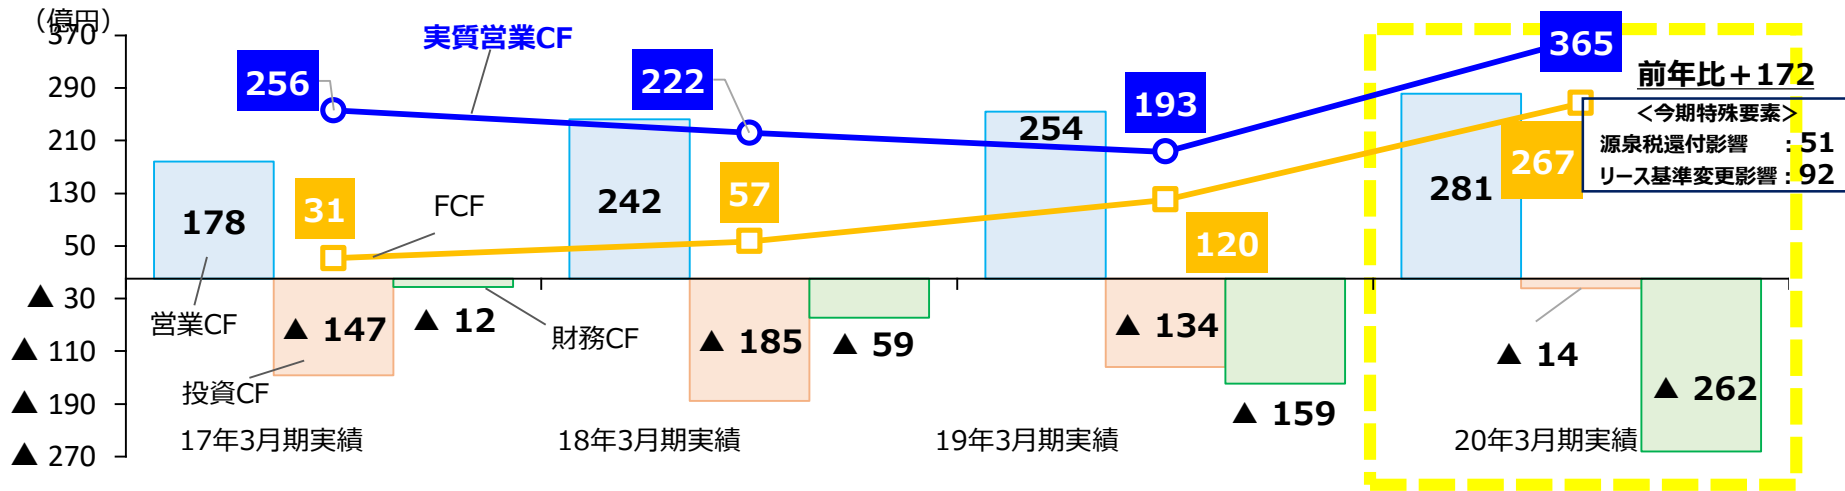 （億円）
370
290
210
130
50
▲ 30
▲ 110
▲ 190
▲ 270
実質営業CF
256
222
193
365
前年比＋172
＜今期特殊要素＞
源泉税還付影響　：51
リース基準変更影響：92
178
31
FCF
242
57
254
120
281
267
営業CF
▲ 147
▲ 12
財務CF
投資CF
▲ 185
▲ 59
▲ 134
▲ 159
▲ 14
▲ 262
17年3月期実績
18年3月期実績
19年3月期実績
20年3月期実績